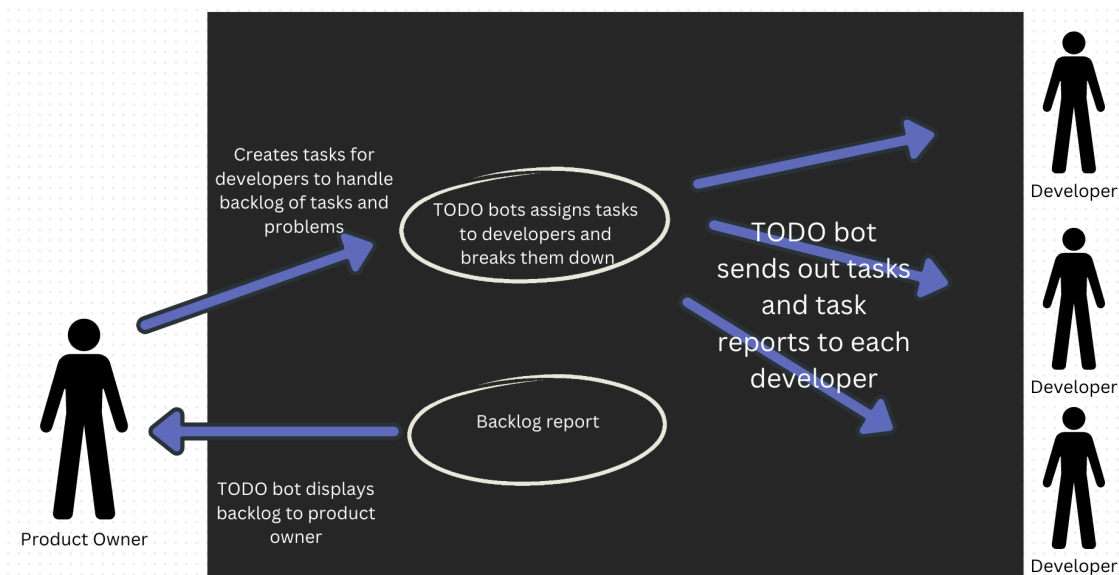 Creates tasks for
developers to handle
backlog of tasks and
problems
TODO bots assigns tasks
to developers and
breaks them down
TODO bot
sends out tasks
and task
reports to each
developer
Developer
Developer
Developer
Backlog report
TODO bot displays
backlog to product
owner
Product Owner